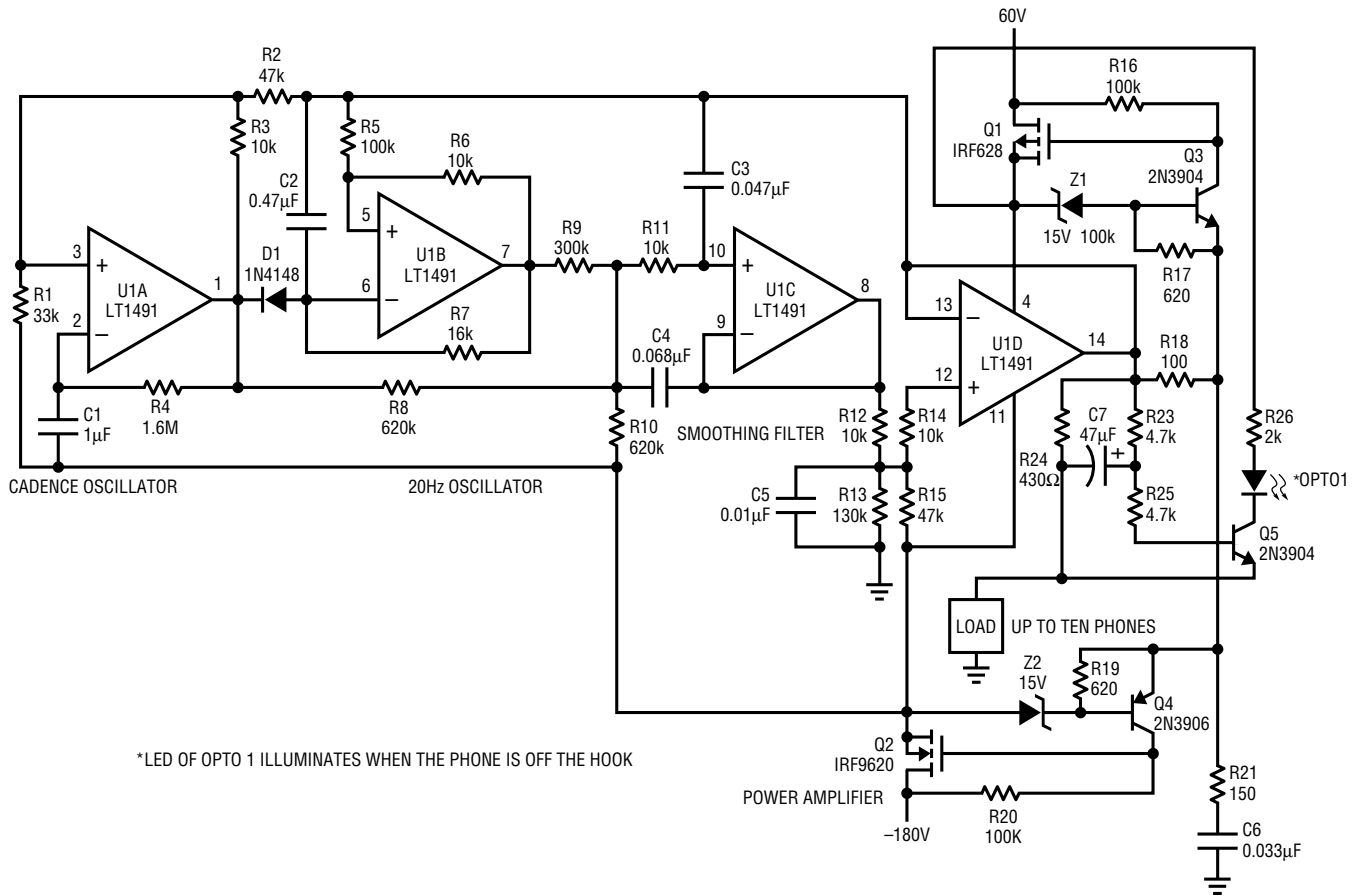 60V
R2
47k
R16
100k
R3
10k
R5
100k
R6
10k
Q1
IRF628
Q3
2N3904
C2
0.47µF
C3
0.047µF
Z1
15V 100k
D1
1N4148
5
+
6
−
U1B
LT1491
7
R9
300k
R11
10k
10
+
9
−
U1C
LT1491
8
R17
620
3
+
2
−
U1A
LT1491
1
R1
33k
R7
16k
C4
0.068µF
4
13
−
12
+
U1D
LT1491
14
11
R18
100
R4
1.6M
R8
620k
C1
1µF
R10
620k
SMOOTHING FILTER
R12
10k
R14
10k
C7
47µF
+
R23
4.7k
R26
2k
R24
430Ω
*OPTO1
CADENCE OSCILLATOR
20Hz OSCILLATOR
C5
0.01µF
R13
130k
R15
47k
R25
4.7k
Q5
2N3904
LOAD
UP TO TEN PHONES
Z2
15V
R19
620
Q4
2N3906
*LED OF OPTO 1 ILLUMINATES WHEN THE PHONE IS OFF THE HOOK
Q2
IRF9620
POWER AMPLIFIER
R20
100K
–180V
R21
150
C6
0.033µF